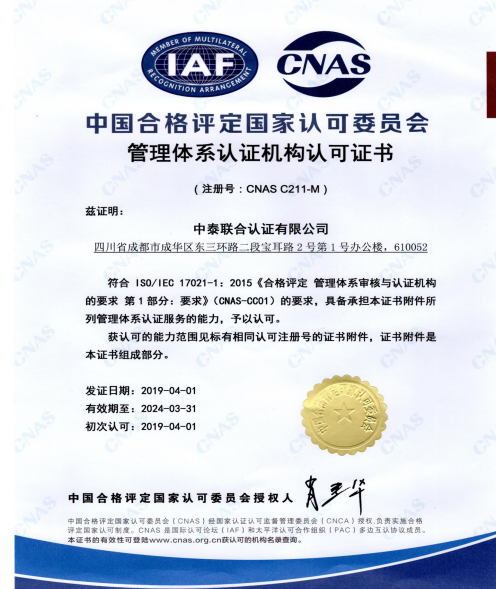 MEMBER OF MULTILATERAL
IAF
RECOGNITION ARRANGEMENT
CNAS
中国合格评定国家认可委员会
管理体系认证机构认可证书
(注册号：CNAS C211-M)
兹证明：
中泰联合认证有限公司
四川省成都市成华区东三环路二段宝耳路2号第1号办公楼，610052
符合 ISO/IEC 17021-1：2015《合格评定 管理体系审核与认证机构
的要求 第1部分：要求》(CNAS-CC01) 的要求，具备承担本证书附件所
列管理体系认证服务的能力，予以认可。
获认可的能力范围见标有相同认可注册号的证书附件，证书附件是
本证书组成部分。
发证日期：2019-04-01
有效期至：2024-03-31
初次认可：2019-04-01
中国合格评定国家认可委员会授权人
中国合格评定国家认可委员会（CNAS）经国家认证认可监督管理委员会（CNCA）授权,负责实施合格
评定国家认可制度。CNAS 是国际认可论坛（IAF）和太平洋认可合作组织（PAC）多边互认协议成员。
本证书的有效性可登陆www.cnas.org.cn获认可的机构名录查询。